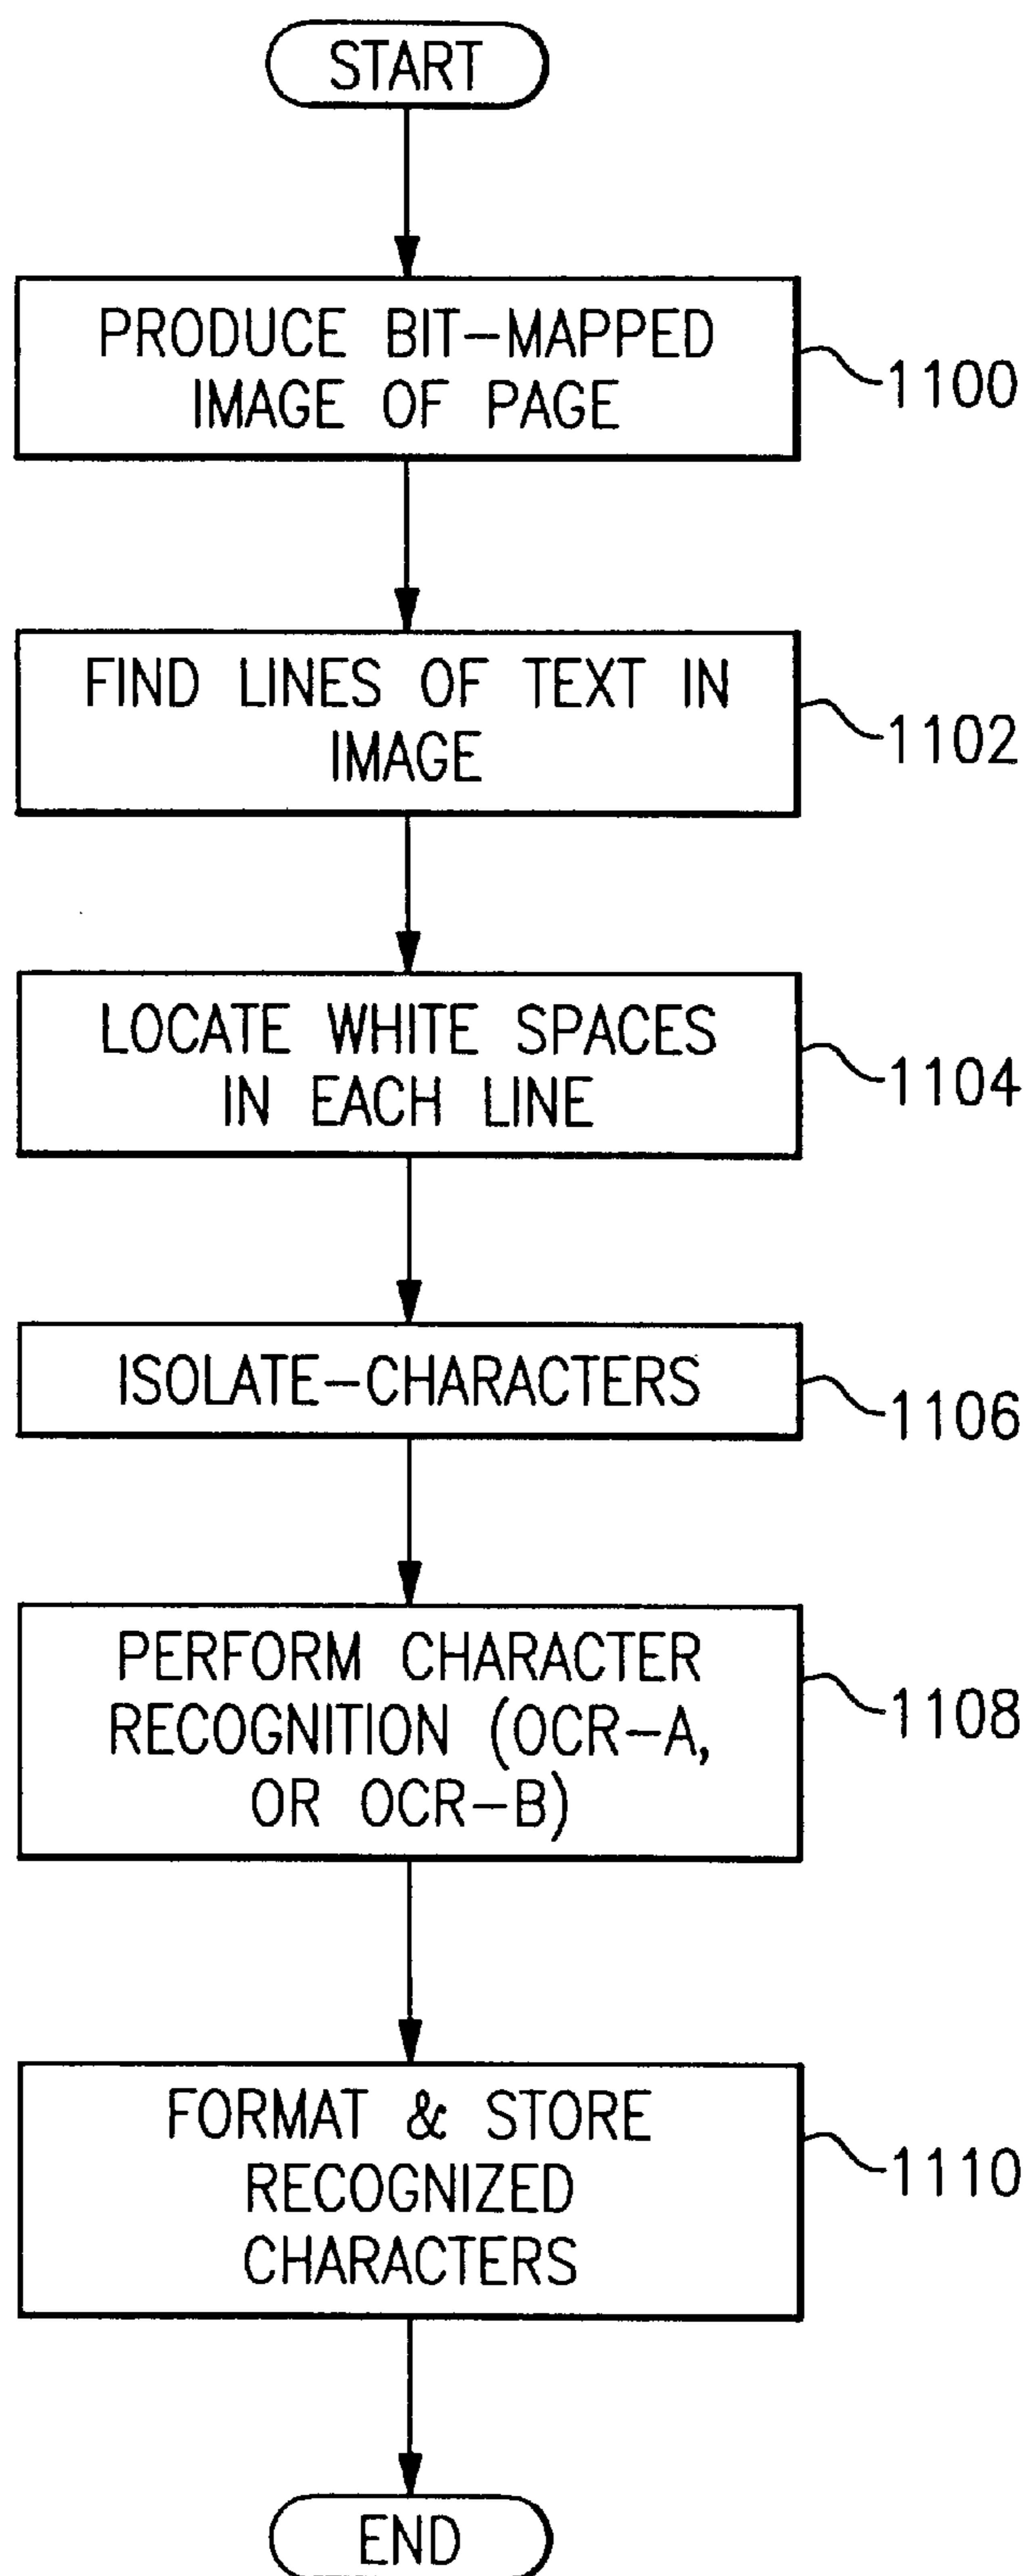 START
PRODUCE BIT-MAPPED
IMAGE OF PAGE
1100
FIND LINES OF TEXT IN
IMAGE
1102
LOCATE WHITE SPACES
IN EACH LINE
1104
ISOLATE-CHARACTERS
1106
PERFORM CHARACTER
RECOGNITION (OCR-A,
OR OCR-B)
1108
FORMAT & STORE
RECOGNIZED
CHARACTERS
1110
END